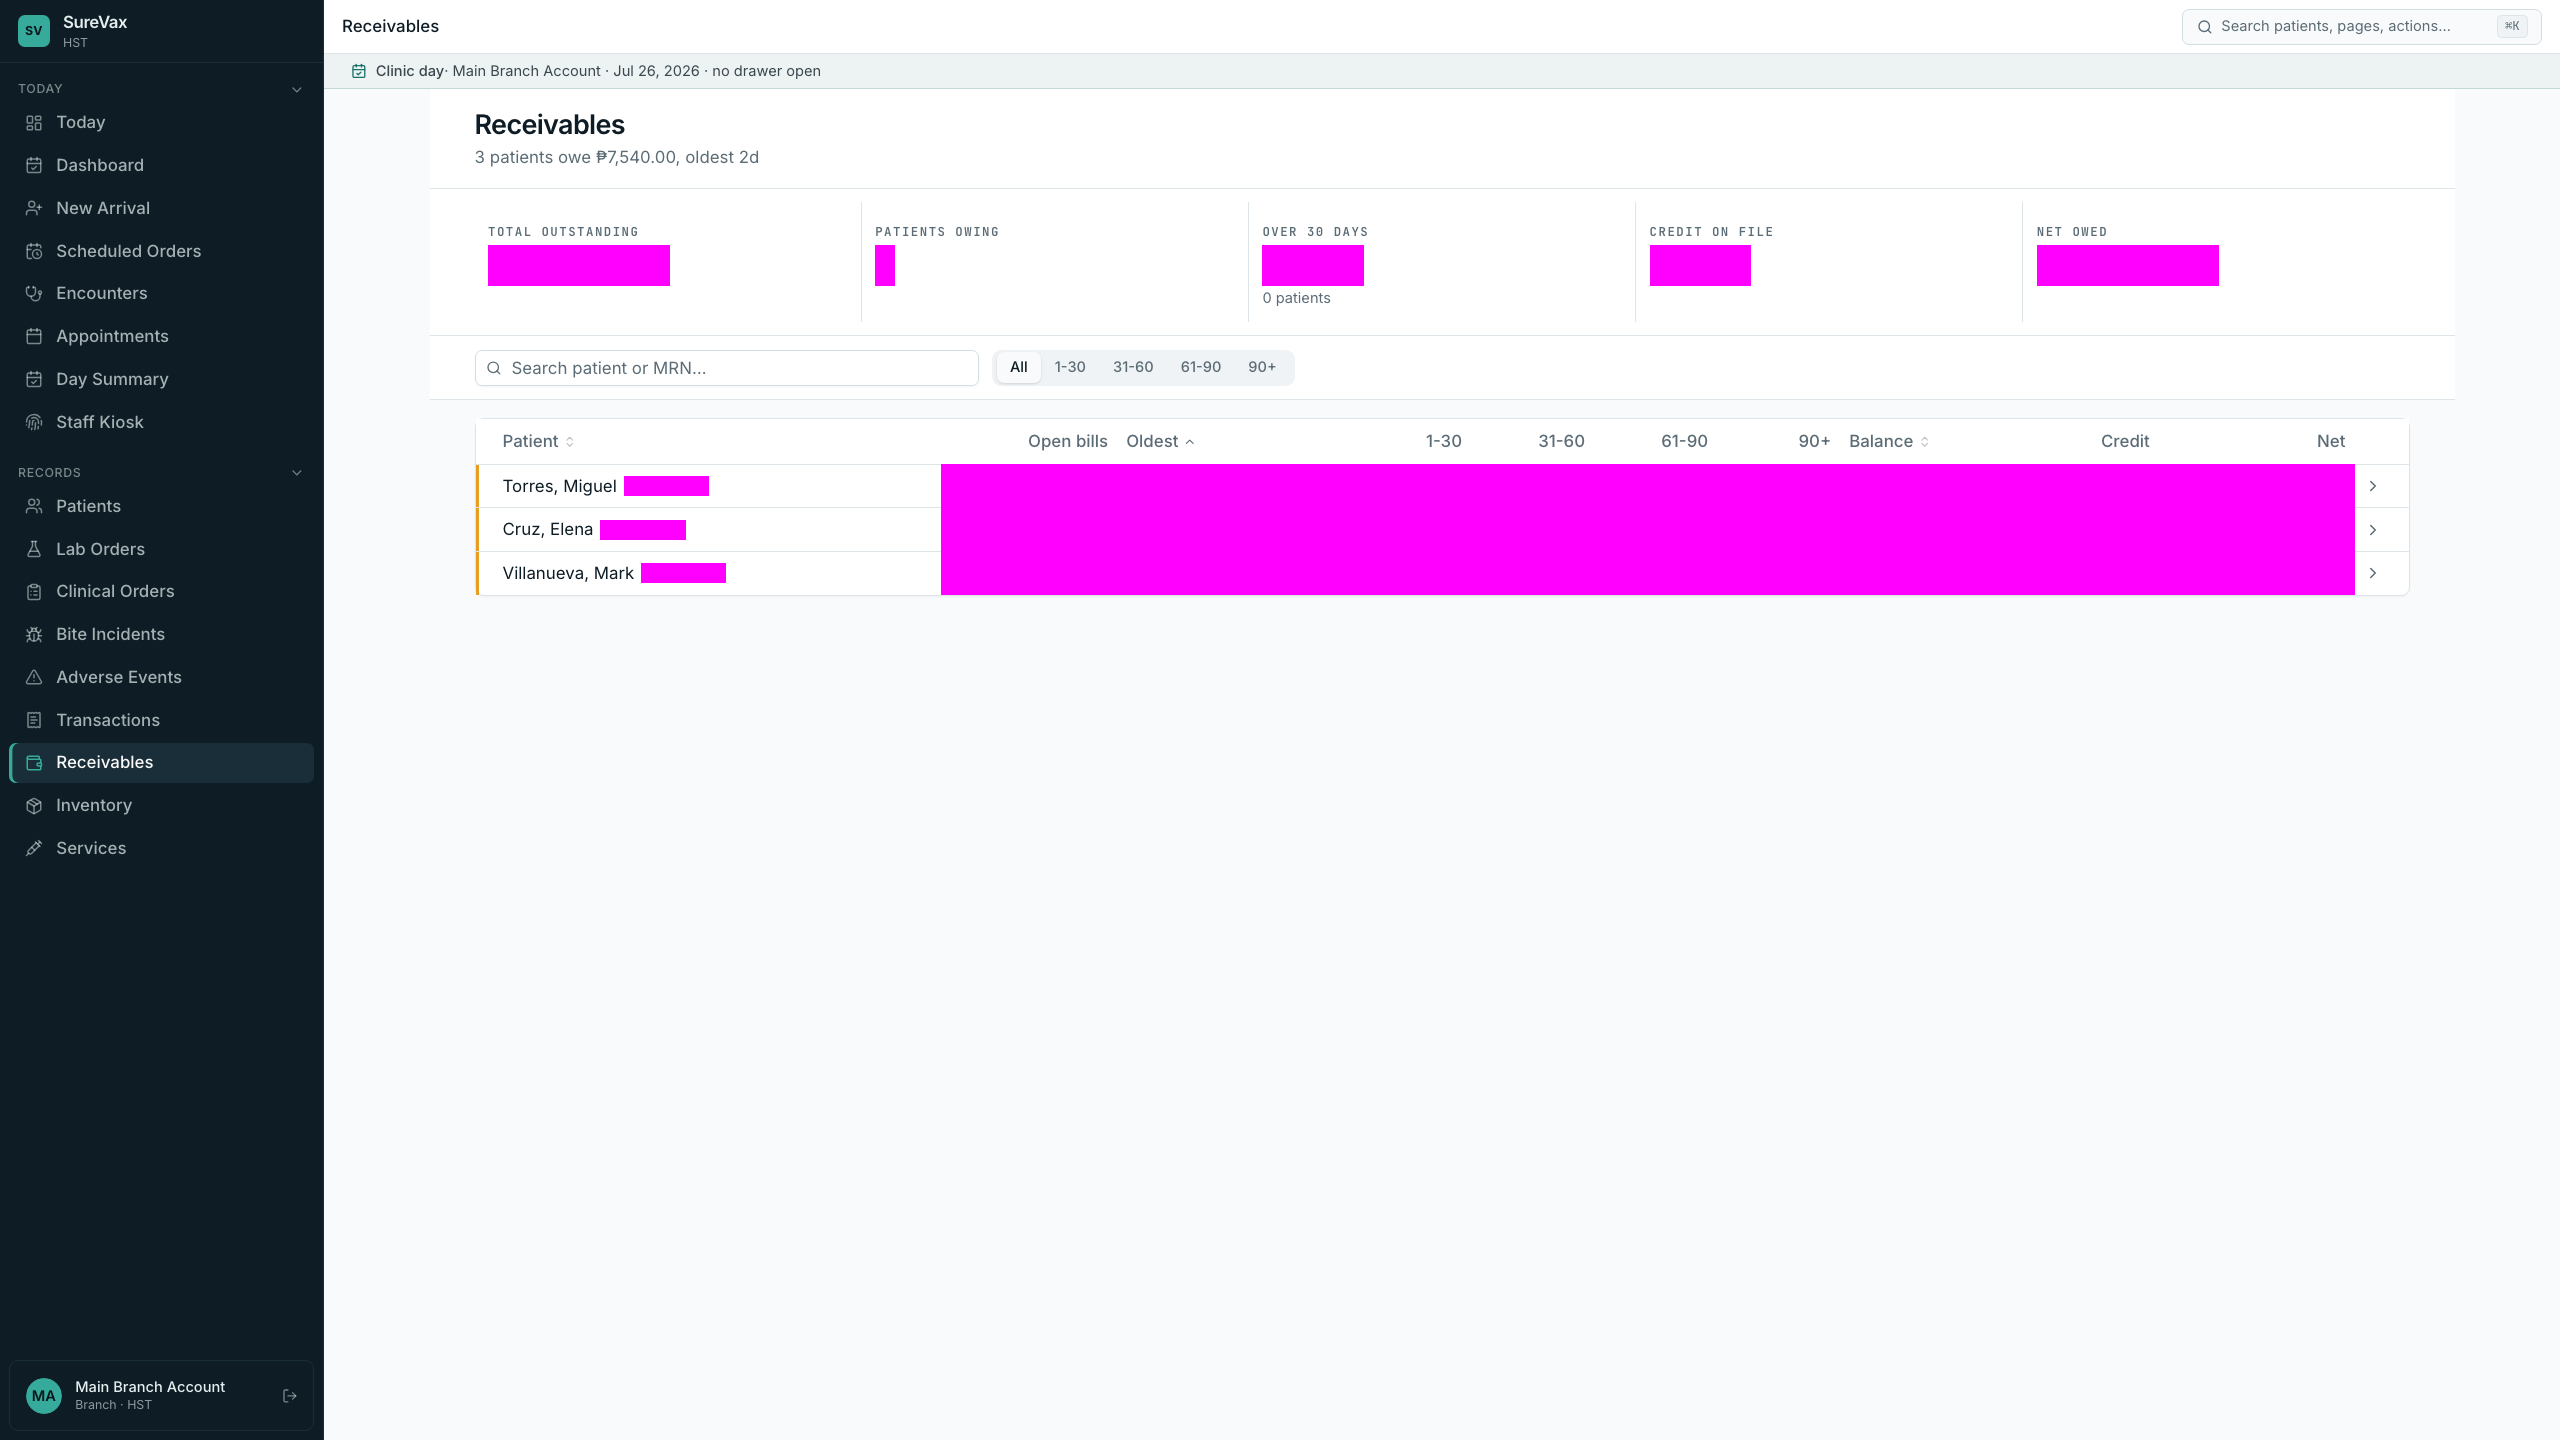 SV
SureVax
HST
TODAY
Today
Dashboard
New Arrival
Scheduled Orders
Encounters
Appointments
Day Summary
Staff Kiosk
RECORDS
Patients
Lab Orders
Clinical Orders
Bite Incidents
Adverse Events
Transactions
Receivables
Inventory
Services
MA
Main Branch Account
Branch · HST
Receivables
Search patients, pages, actions...
⌘K
Clinic day· Main Branch Account · Jul 26, 2026 · no drawer open
Receivables
3 patients owe ₱7,540.00, oldest 2d
TOTAL OUTSTANDING
PATIENTS OWING
OVER 30 DAYS
0 patients
CREDIT ON FILE
NET OWED
Search patient or MRN...
All 1-30 31-60 61-90 90+
Patient Open bills Oldest 1-30 31-60 61-90 90+ Balance Credit Net
Torres, Miguel
Cruz, Elena
Villanueva, Mark